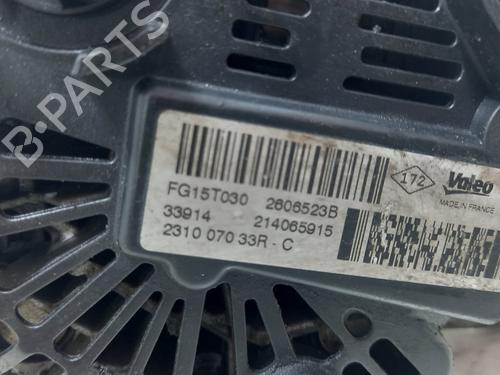 B-PARTS
172
Valeo
MADE IN FRANCE
FG15T030 2606523B
33914 214065915
2310 070 33R - C